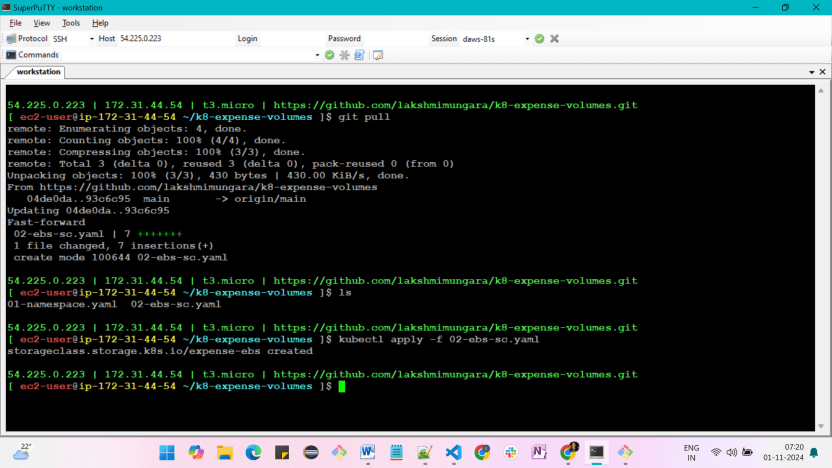 SuperPuTTY - workstation
File View Tools Help
Protocol SSH Host 54.225.0.223 Login Password Session daws-81s
Commands
workstation
54.225.0.223 | 172.31.44.54 | t3.micro | https://github.com/lakshmimungara/k8-expense-volumes.git
[ ec2-user@ip-172-31-44-54 ~/k8-expense-volumes ]$ git pull
remote: Enumerating objects: 4, done.
remote: Counting objects: 100% (4/4), done.
remote: Compressing objects: 100% (3/3), done.
remote: Total 3 (delta 0), reused 3 (delta 0), pack-reused 0 (from 0)
Unpacking objects: 100% (3/3), 430 bytes | 430.00 KiB/s, done.
From https://github.com/lakshmimungara/k8-expense-volumes
   04de0da..93c6c95  main       -> origin/main
Updating 04de0da..93c6c95
Fast-forward
 02-ebs-sc.yaml | 7 +++++++
 1 file changed, 7 insertions(+)
 create mode 100644 02-ebs-sc.yaml
54.225.0.223 | 172.31.44.54 | t3.micro | https://github.com/lakshmimungara/k8-expense-volumes.git
[ ec2-user@ip-172-31-44-54 ~/k8-expense-volumes ]$ ls
01-namespace.yaml  02-ebs-sc.yaml
54.225.0.223 | 172.31.44.54 | t3.micro | https://github.com/lakshmimungara/k8-expense-volumes.git
[ ec2-user@ip-172-31-44-54 ~/k8-expense-volumes ]$ kubectl apply -f 02-ebs-sc.yaml
storageclass.storage.k8s.io/expense-ebs created
54.225.0.223 | 172.31.44.54 | t3.micro | https://github.com/lakshmimungara/k8-expense-volumes.git
[ ec2-user@ip-172-31-44-54 ~/k8-expense-volumes ]$
22°
ENG
IN
07:20
01-11-2024